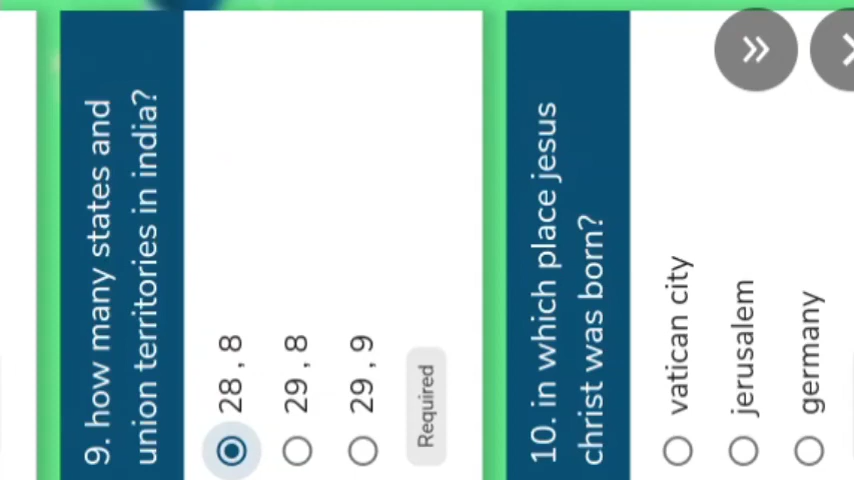 9. how many states and
union territories in india?
28 , 8
29 , 8
29 , 9
Required
10. in which place jesus
christ was born?
vatican city
jerusalem
germany